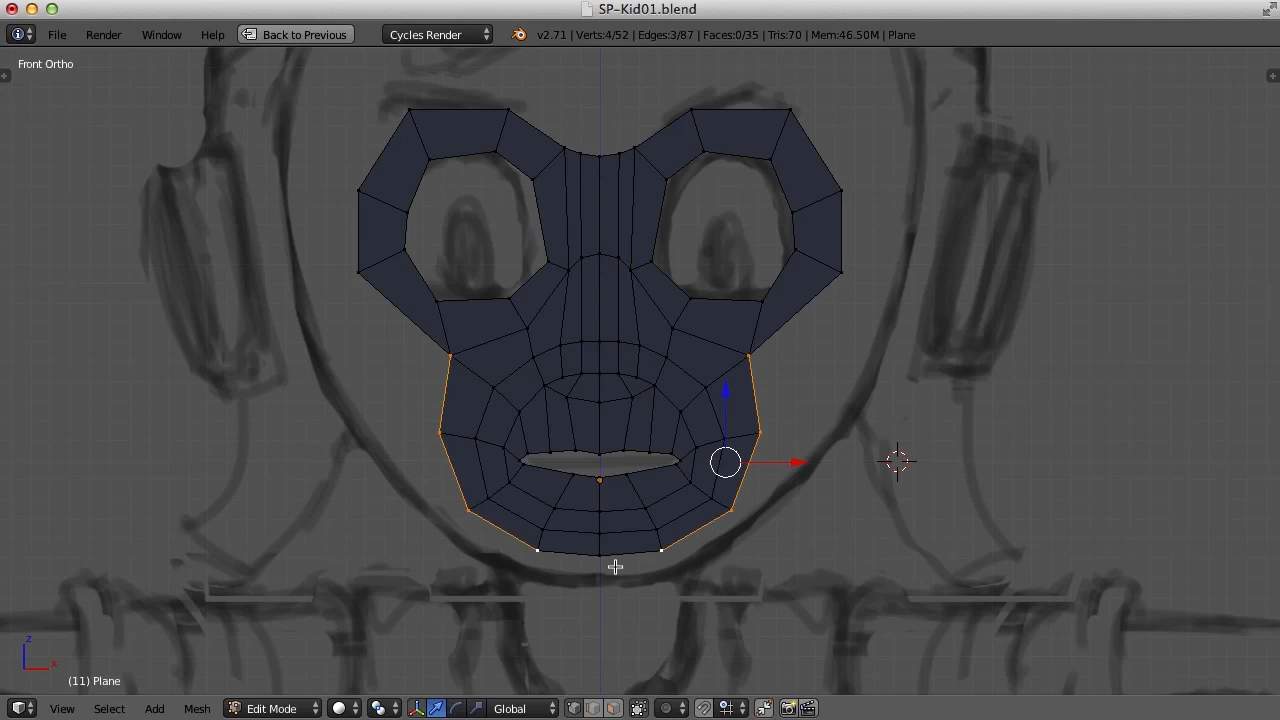 SP-Kid01.blend
File Render Window Help Back to Previous Cycles Render v2.71 | Verts:4/52 | Edges:3/87 | Faces:0/35 | Tris:70 | Mem:46.50M | Plane
Front Ortho
z
x
(11) Plane
View Select Add Mesh Edit Mode Global